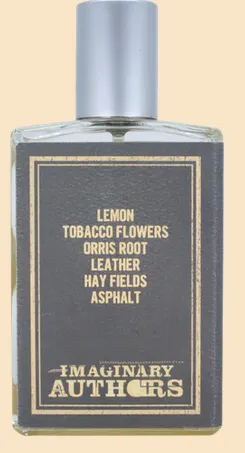 LEMON
TOBACCO FLOWERS
ORRIS ROOT
LEATHER
HAY FIELDS
ASPHALT
IMAGINARY
AUTHORS